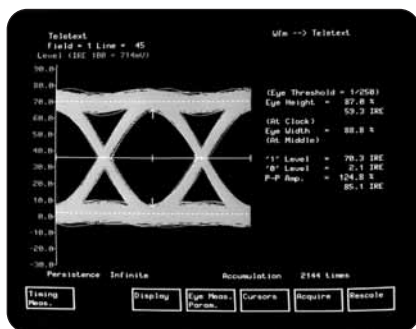 Teletext
Wfm --> Teletext
Field = 1 Line = 45
Level (IRE 100 = 714mV)
90.0
80.0
70.0
60.0
50.0
40.0
30.0
20.0
10.0
0.0
-10.0
-20.0
-30.0
(Eye Threshold = 1/250)
Eye Height = 87.0 %
59.3 IRE
(At Clock)
Eye Width = 88.8 %
(At Middle)
"1" Level = 70.3 IRE
"0" Level = 2.1 IRE
P-P Amp. = 124.8 %
85.1 IRE
Persistence Infinite
Accumulation 2144 times
Timing Meas.
Display
Eye Meas. Param.
Cursors
Acquire
Rescale